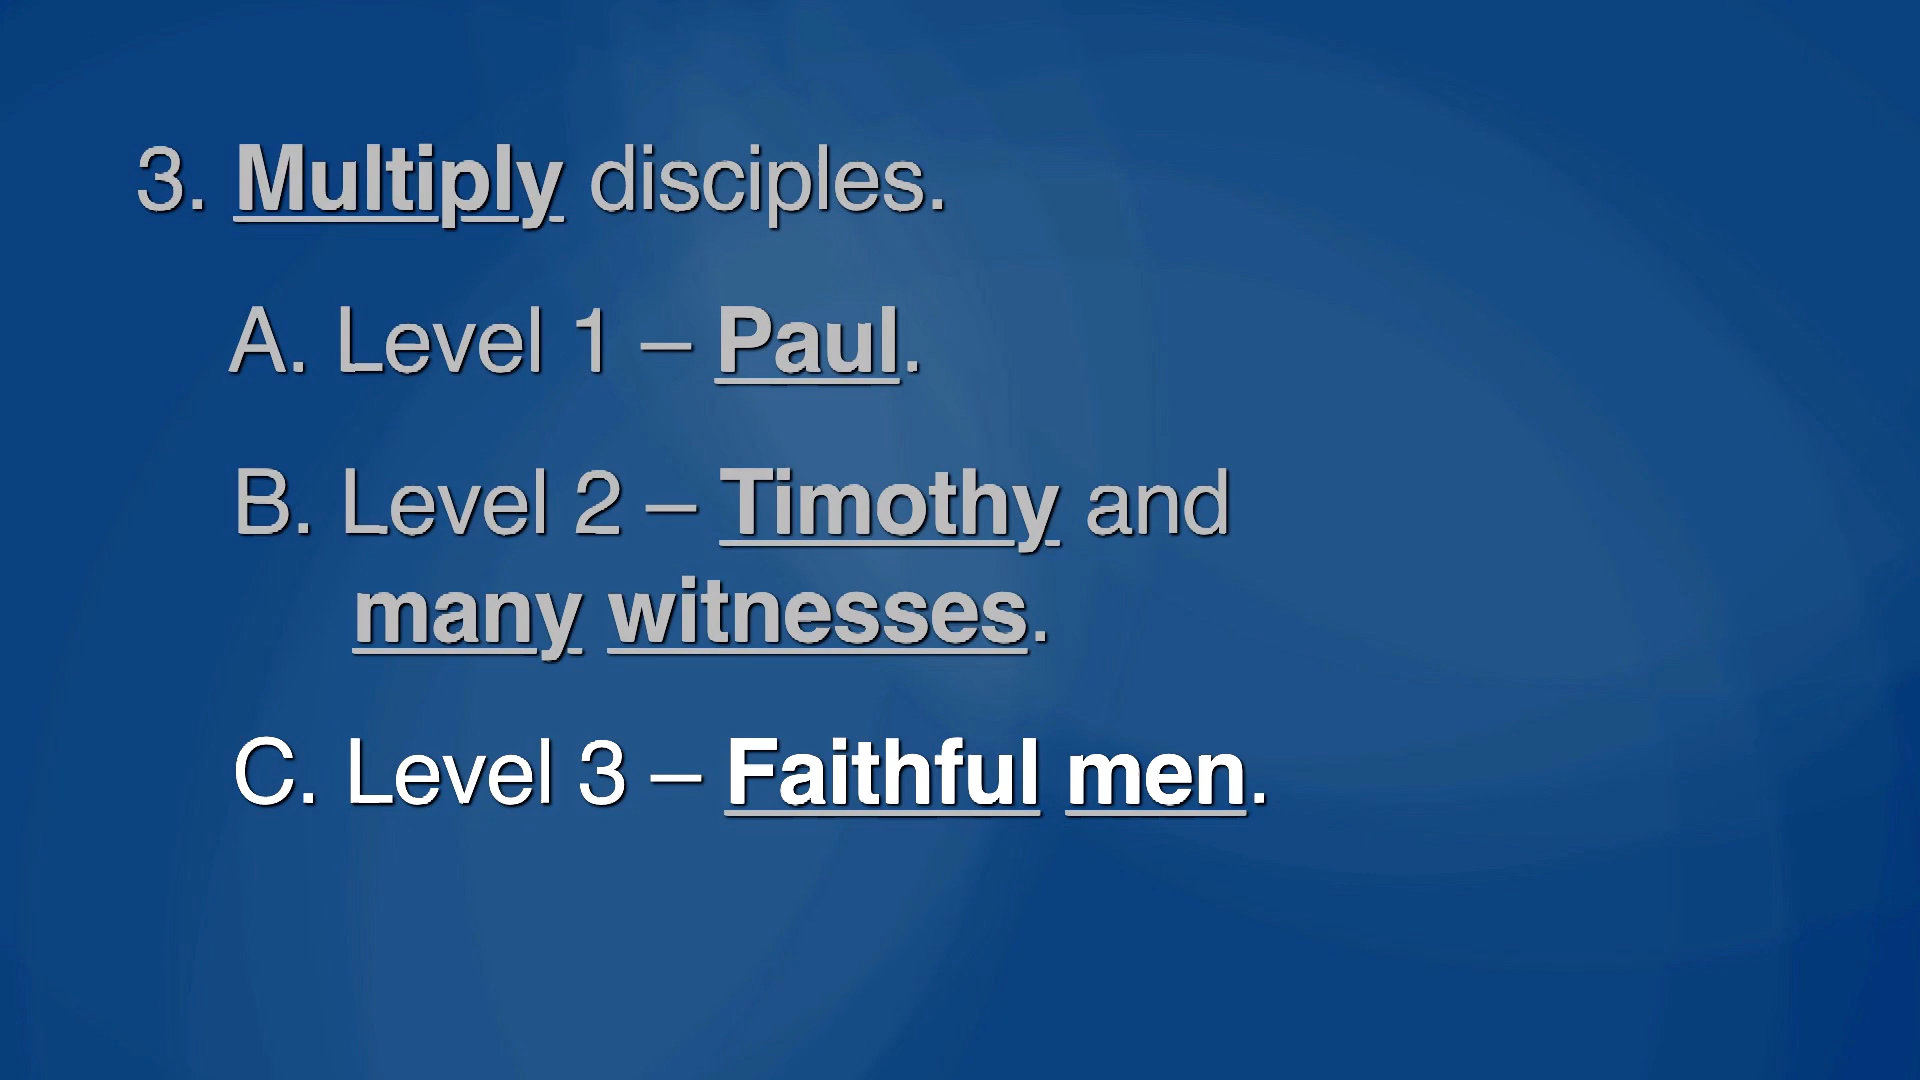 3. Multiply disciples.
A. Level 1 – Paul.
B. Level 2 – Timothy and
many witnesses.
C. Level 3 – Faithful men.